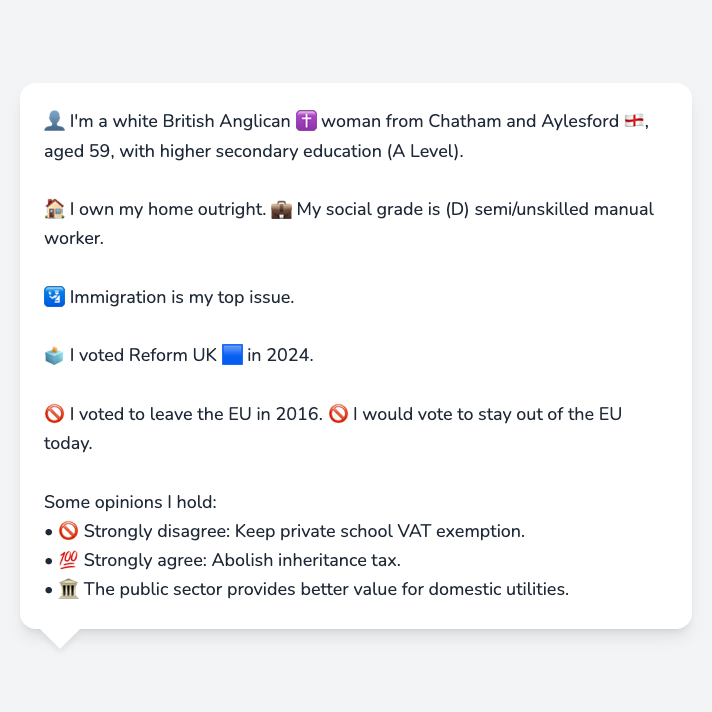 👤 I'm a white British Anglican ✝️ woman from Chatham and Aylesford 🏴󠁧󠁢󠁥󠁮󠁧󠁿,
aged 59, with higher secondary education (A Level).
🏠 I own my home outright. 💼 My social grade is (D) semi/unskilled manual
worker.
🛂 Immigration is my top issue.
🗳️ I voted Reform UK 🟦 in 2024.
🚫 I voted to leave the EU in 2016. 🚫 I would vote to stay out of the EU
today.
Some opinions I hold:
• 🚫 Strongly disagree: Keep private school VAT exemption.
• 💯 Strongly agree: Abolish inheritance tax.
• 🏛️ The public sector provides better value for domestic utilities.